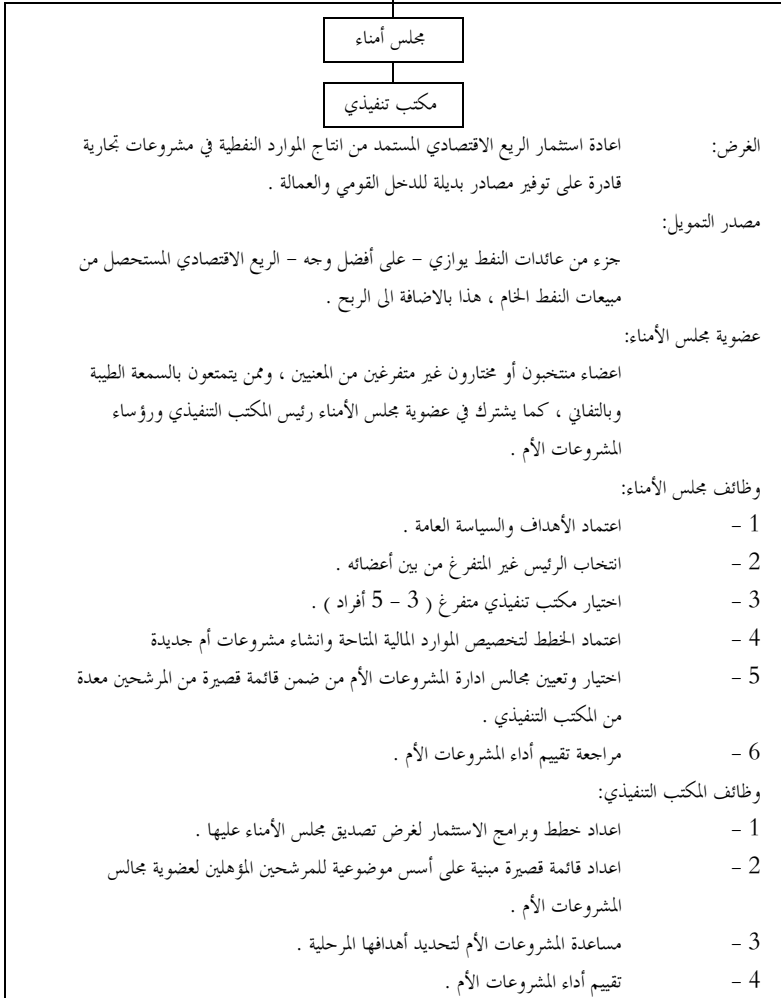 مجلس أمناء
مكتب تنفيذي
الغرض: اعادة استثمار الريع الاقتصادي المستمد من انتاج الموارد النفطية في مشروعات تجارية
قادرة على توفير مصادر بديلة للدخل القومي والعمالة .
مصدر التمويل:
جزء من عائدات النفط يوازي – على أفضل وجه – الريع الاقتصادي المستحصل من
مبيعات النفط الخام ، هذا بالاضافة الى الربح .
عضوية مجلس الأمناء:
اعضاء منتخبون أو مختارون غير متفرغين من المعنيين ، وممن يتمتعون بالسمعة الطيبة
وبالتفاني ، كما يشترك في عضوية مجلس الأمناء رئيس المكتب التنفيذي ورؤساء
المشروعات الأم .
وظائف مجلس الأمناء:
1 – اعتماد الأهداف والسياسة العامة .
2 – انتخاب الرئيس غير المتفرغ من بين أعضائه .
3 – اختيار مكتب تنفيذي متفرغ ( 3 – 5 أفراد ) .
4 – اعتماد الخطط لتخصيص الموارد المالية المتاحة وانشاء مشروعات أم جديدة
5 – اختيار وتعيين مجالس ادارة المشروعات الأم من ضمن قائمة قصيرة من المرشحين معدة
من المكتب التنفيذي .
6 – مراجعة تقييم أداء المشروعات الأم .
وظائف المكتب التنفيذي:
1 – اعداد خطط وبرامج الاستثمار لغرض تصديق مجلس الأمناء عليها .
2 – اعداد قائمة قصيرة مبنية على أسس موضوعية للمرشحين المؤهلين لعضوية مجالس
المشروعات الأم .
3 – مساعدة المشروعات الأم لتحديد أهدافها المرحلية .
4 – تقييم أداء المشروعات الأم .